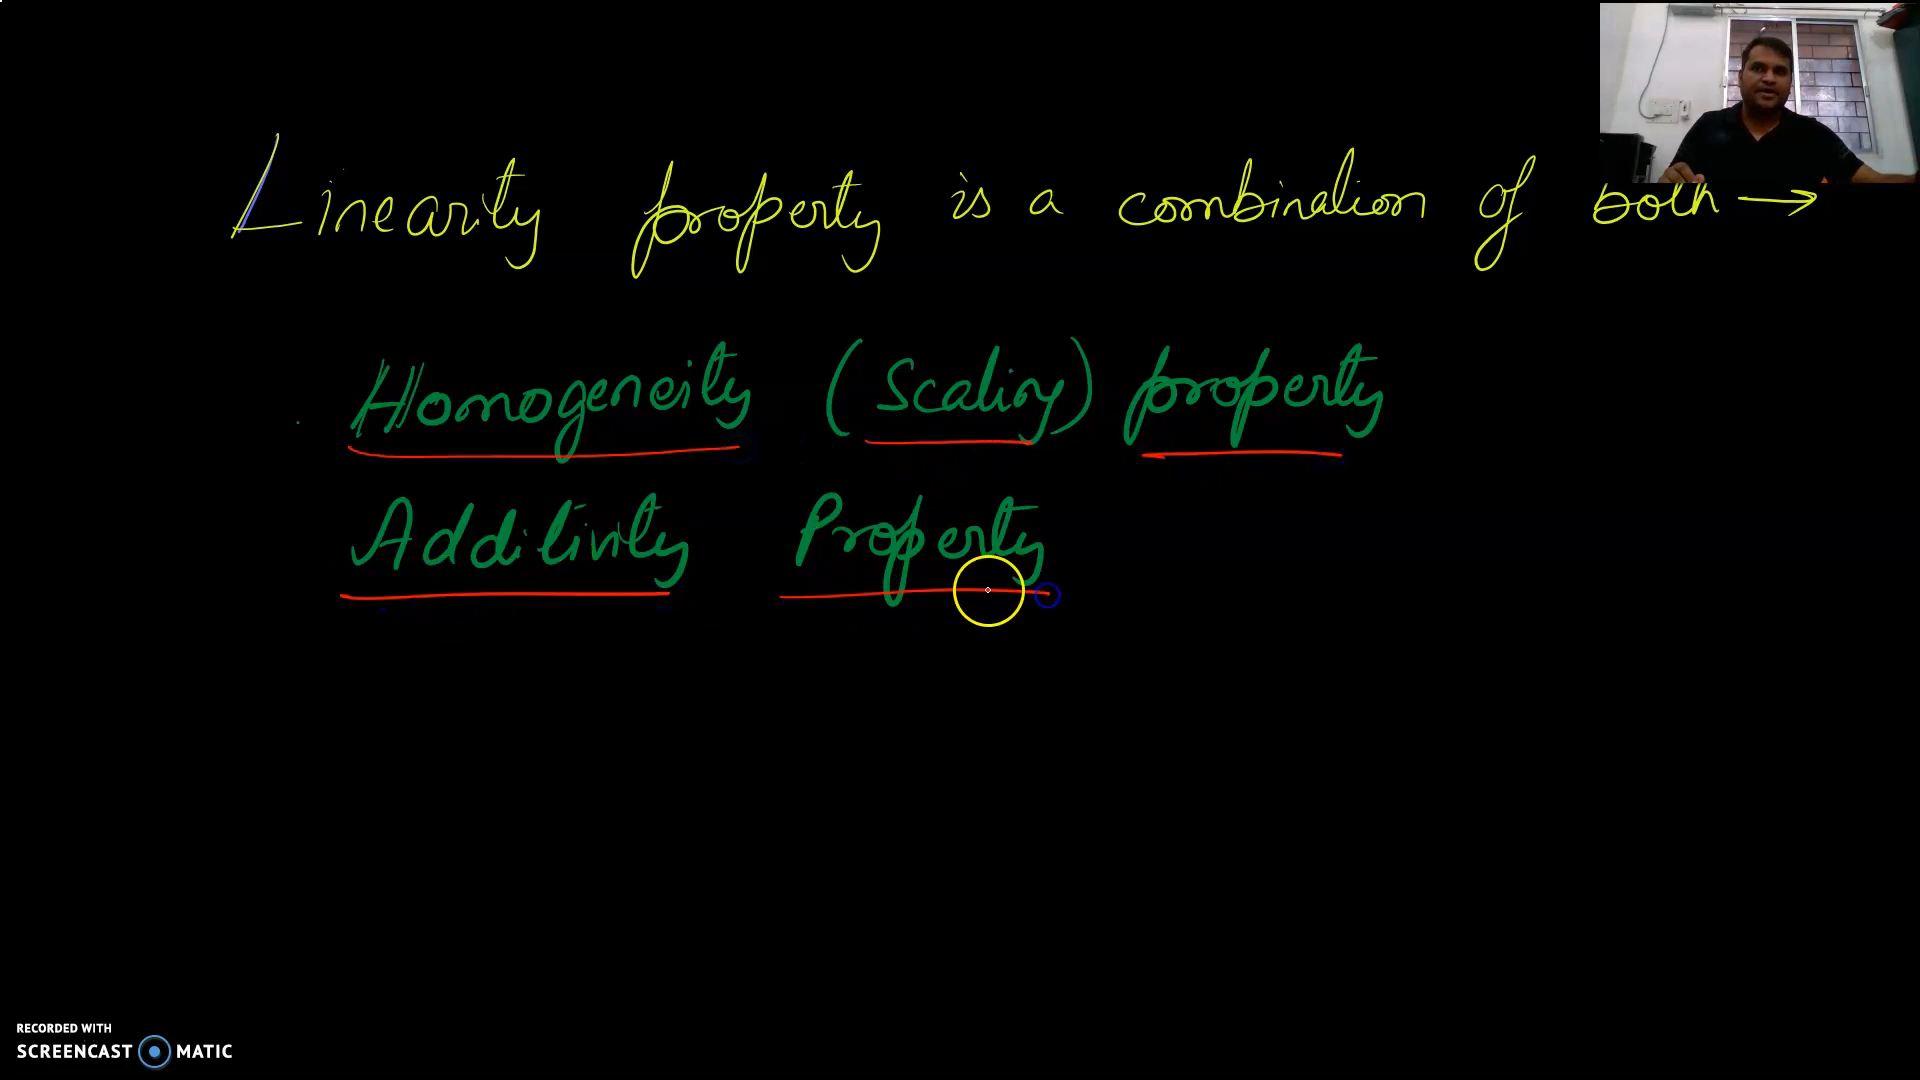 Linearity property is a combination of both →
Homogeneity (Scaling) property
Additivity Property
RECORDED WITH
SCREENCAST MATIC